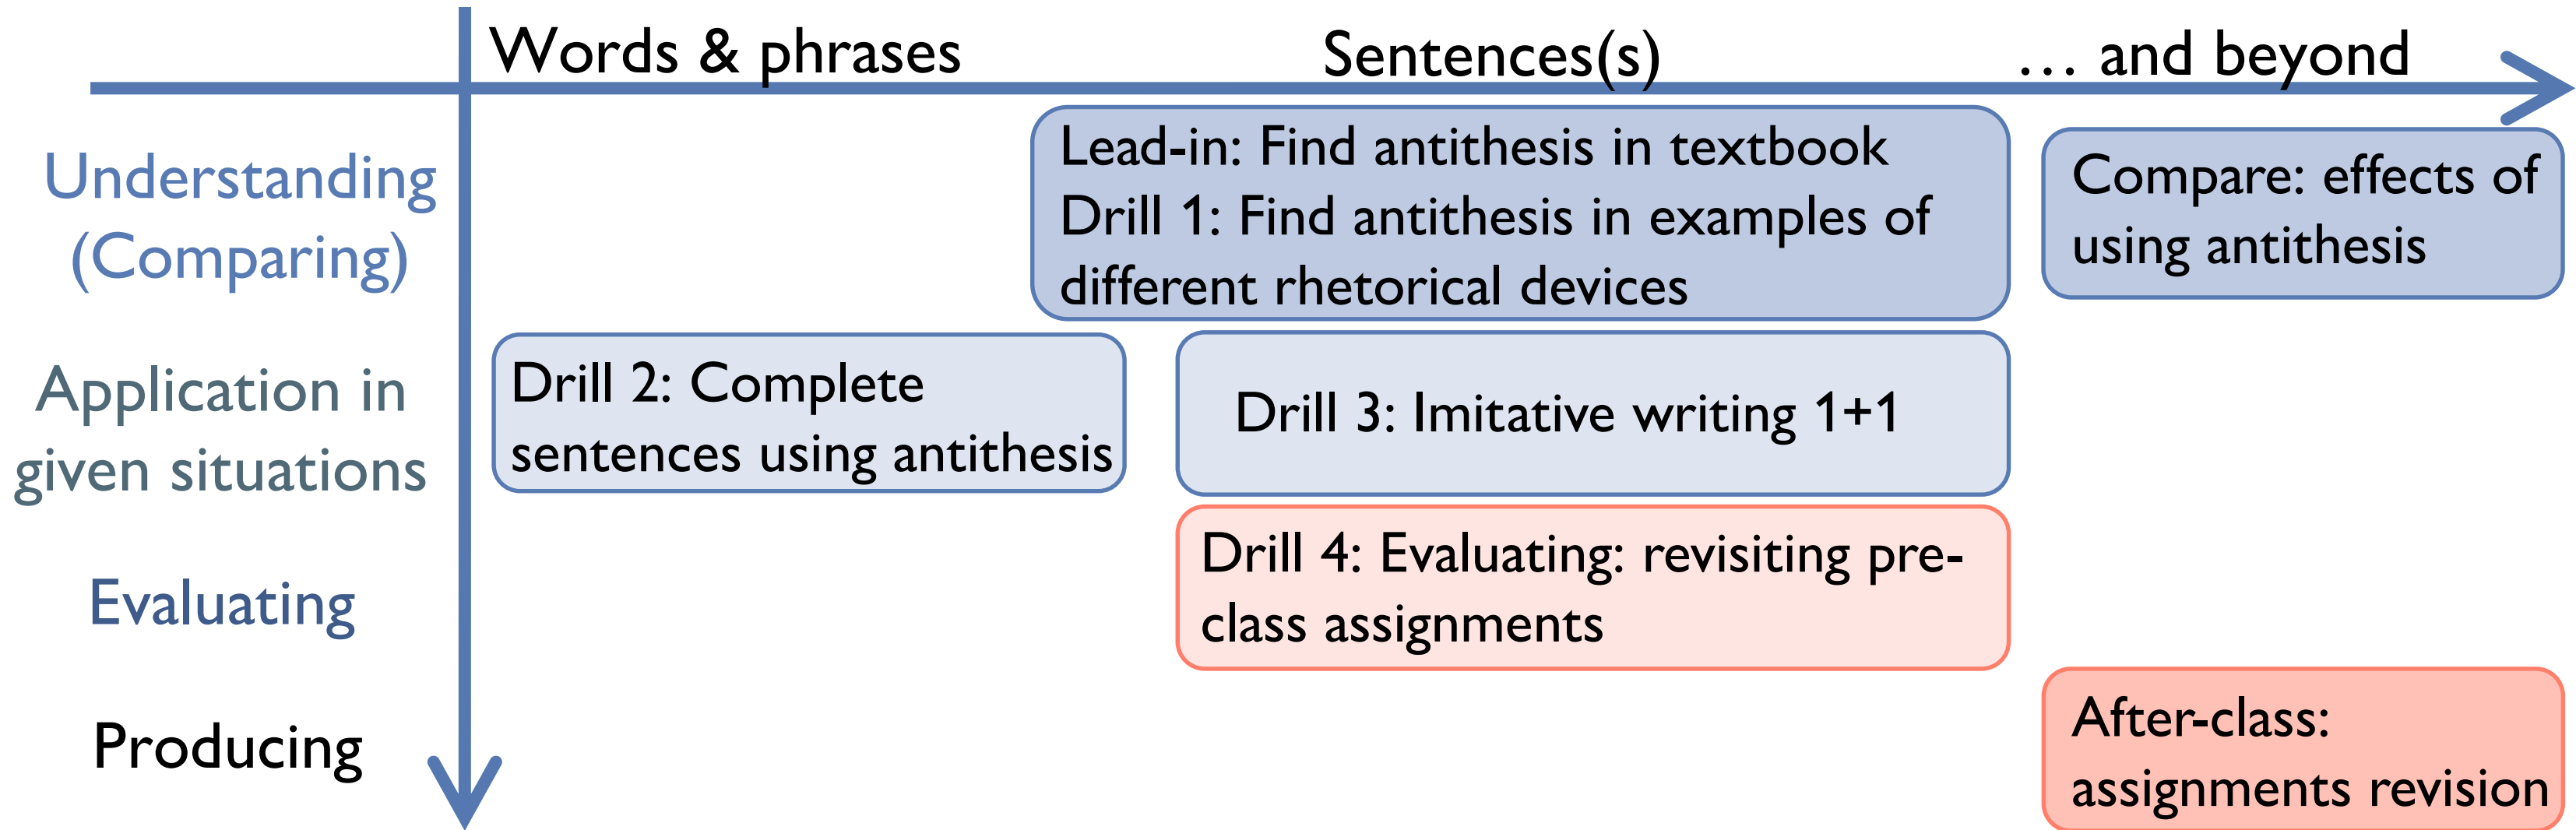 Words & phrases
Sentences(s)
… and beyond
Understanding
(Comparing)
Lead-in: Find antithesis in textbook
Drill 1: Find antithesis in examples of
different rhetorical devices
Compare: effects of
using antithesis
Application in
given situations
Drill 2: Complete
sentences using antithesis
Drill 3: Imitative writing 1+1
Evaluating
Drill 4: Evaluating: revisiting pre-
class assignments
Producing
After-class:
assignments revision